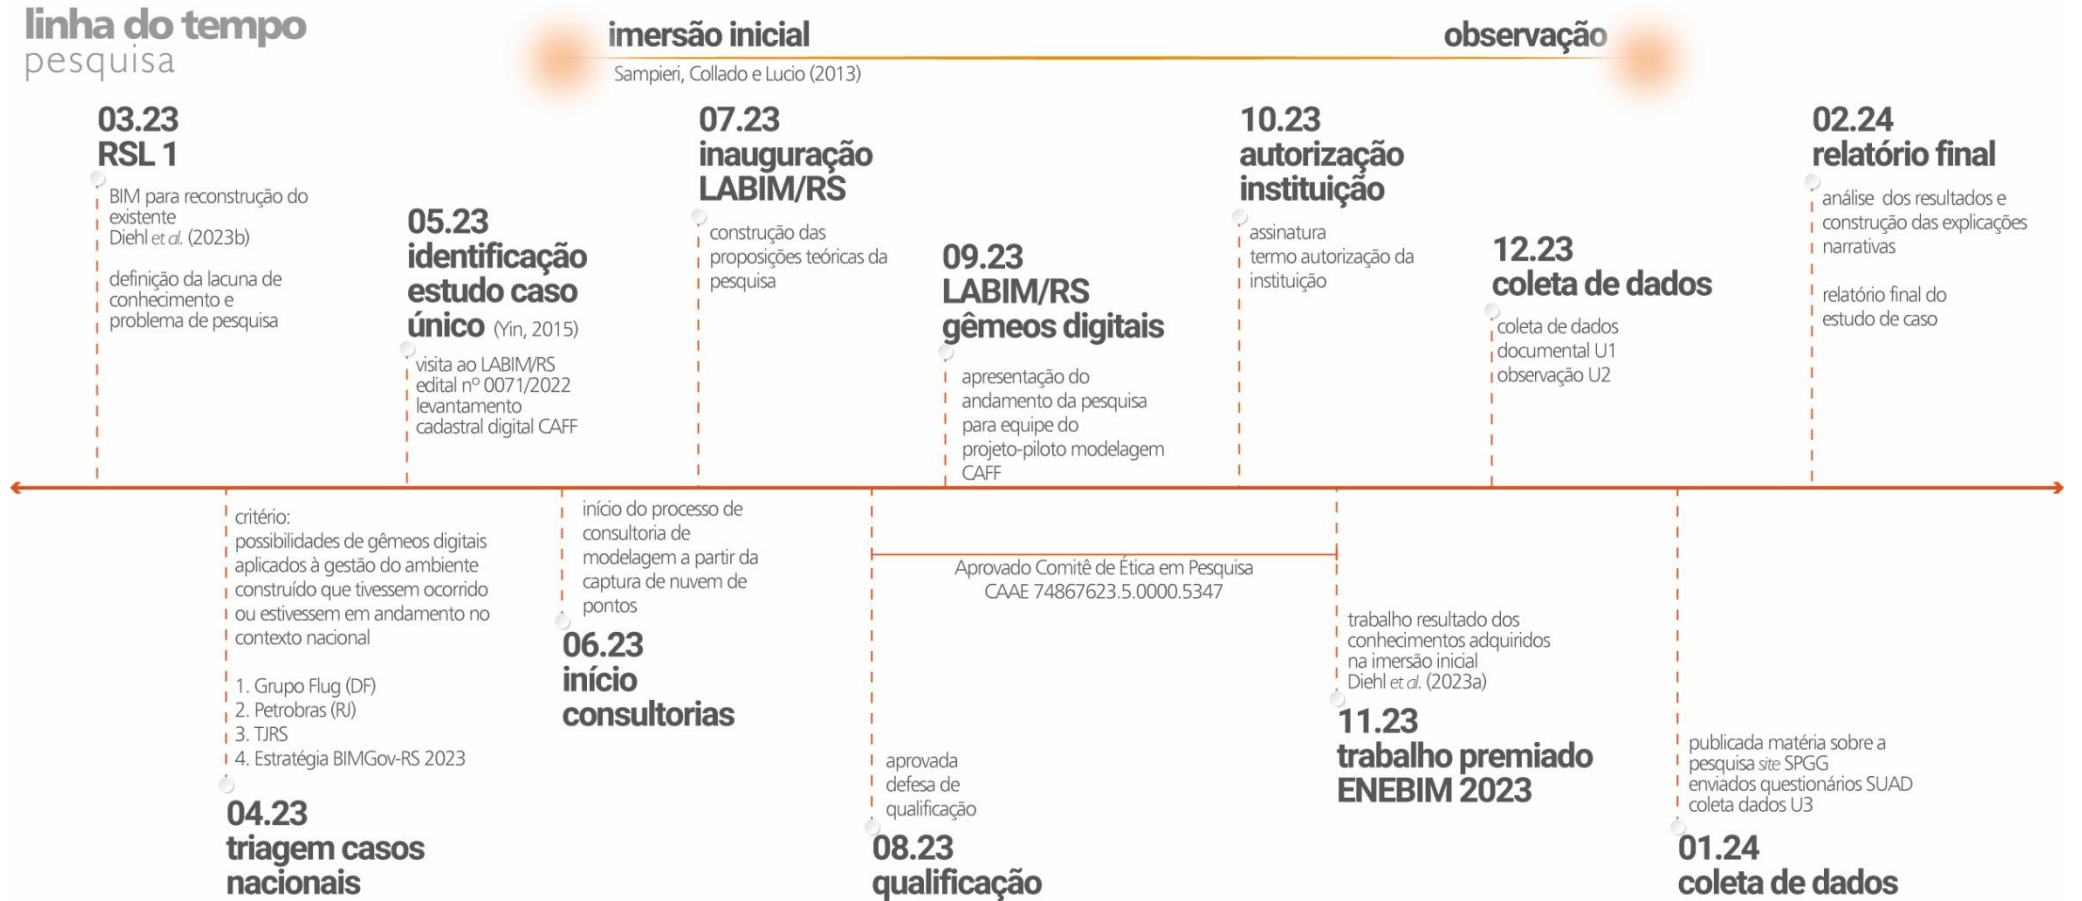 linha do tempo
pesquisa
imersão inicial
observação
Sampieri, Collado e Lucio (2013)
03.23
RSL 1
BIM para reconstrução do
existente
Diehl et al. (2023b)
definição da lacuna de
conhecimento e
problema de pesquisa
05.23
identificação
estudo caso
único (Yin, 2015)
visita ao LABIM/RS
edital nº 0071/2022
levantamento
cadastral digital CAFF
07.23
inauguração
LABIM/RS
construção das
proposições teóricas da
pesquisa
09.23
LABIM/RS
gêmeos digitais
apresentação do
andamento da pesquisa
para equipe do
projeto-piloto modelagem
CAFF
10.23
autorização
instituição
assinatura
termo autorização da
instituição
12.23
coleta de dados
coleta de dados
documental U1
observação U2
02.24
relatório final
análise dos resultados e
construção das explicações
narrativas
relatório final do
estudo de caso
critério:
possibilidades de gêmeos digitais
aplicados à gestão do ambiente
construído que tivessem ocorrido
ou estivessem em andamento no
contexto nacional
1. Grupo Flug (DF)
2. Petrobras (RJ)
3. TJRS
4. Estratégia BIMGov-RS 2023
04.23
triagem casos
nacionais
início do processo de
consultoria de
modelagem a partir da
captura de nuvem de
pontos
06.23
início
consultorias
Aprovado Comitê de Ética em Pesquisa
CAAE 74867623.5.0000.5347
aprovada
defesa de
qualificação
08.23
qualificação
trabalho resultado dos
conhecimentos adquiridos
na imersão inicial
Diehl et al. (2023a)
11.23
trabalho premiado
ENEBIM 2023
publicada matéria sobre a
pesquisa site SPGG
enviados questionários SUAD
coleta dados U3
01.24
coleta de dados